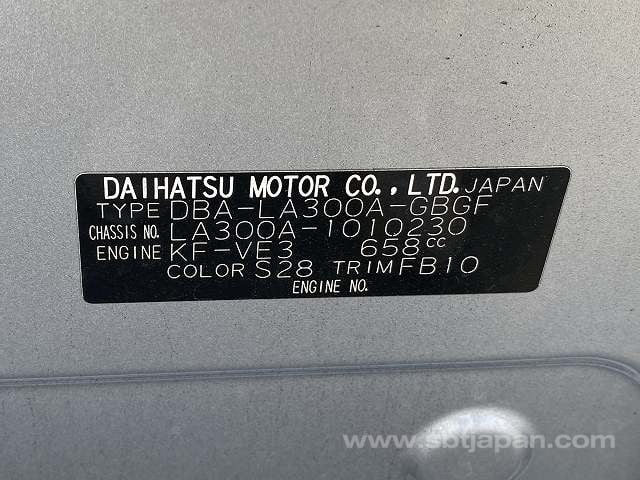 DAIHATSU MOTOR CO., LTD. JAPAN
TYPE DBA-LA300A-GBGF
CHASSIS NO. LA300A-1010230
ENGINE KF-VE3 658cc
COLOR S28 TRIM FB10
ENGINE NO.
www.sbtjapan.com